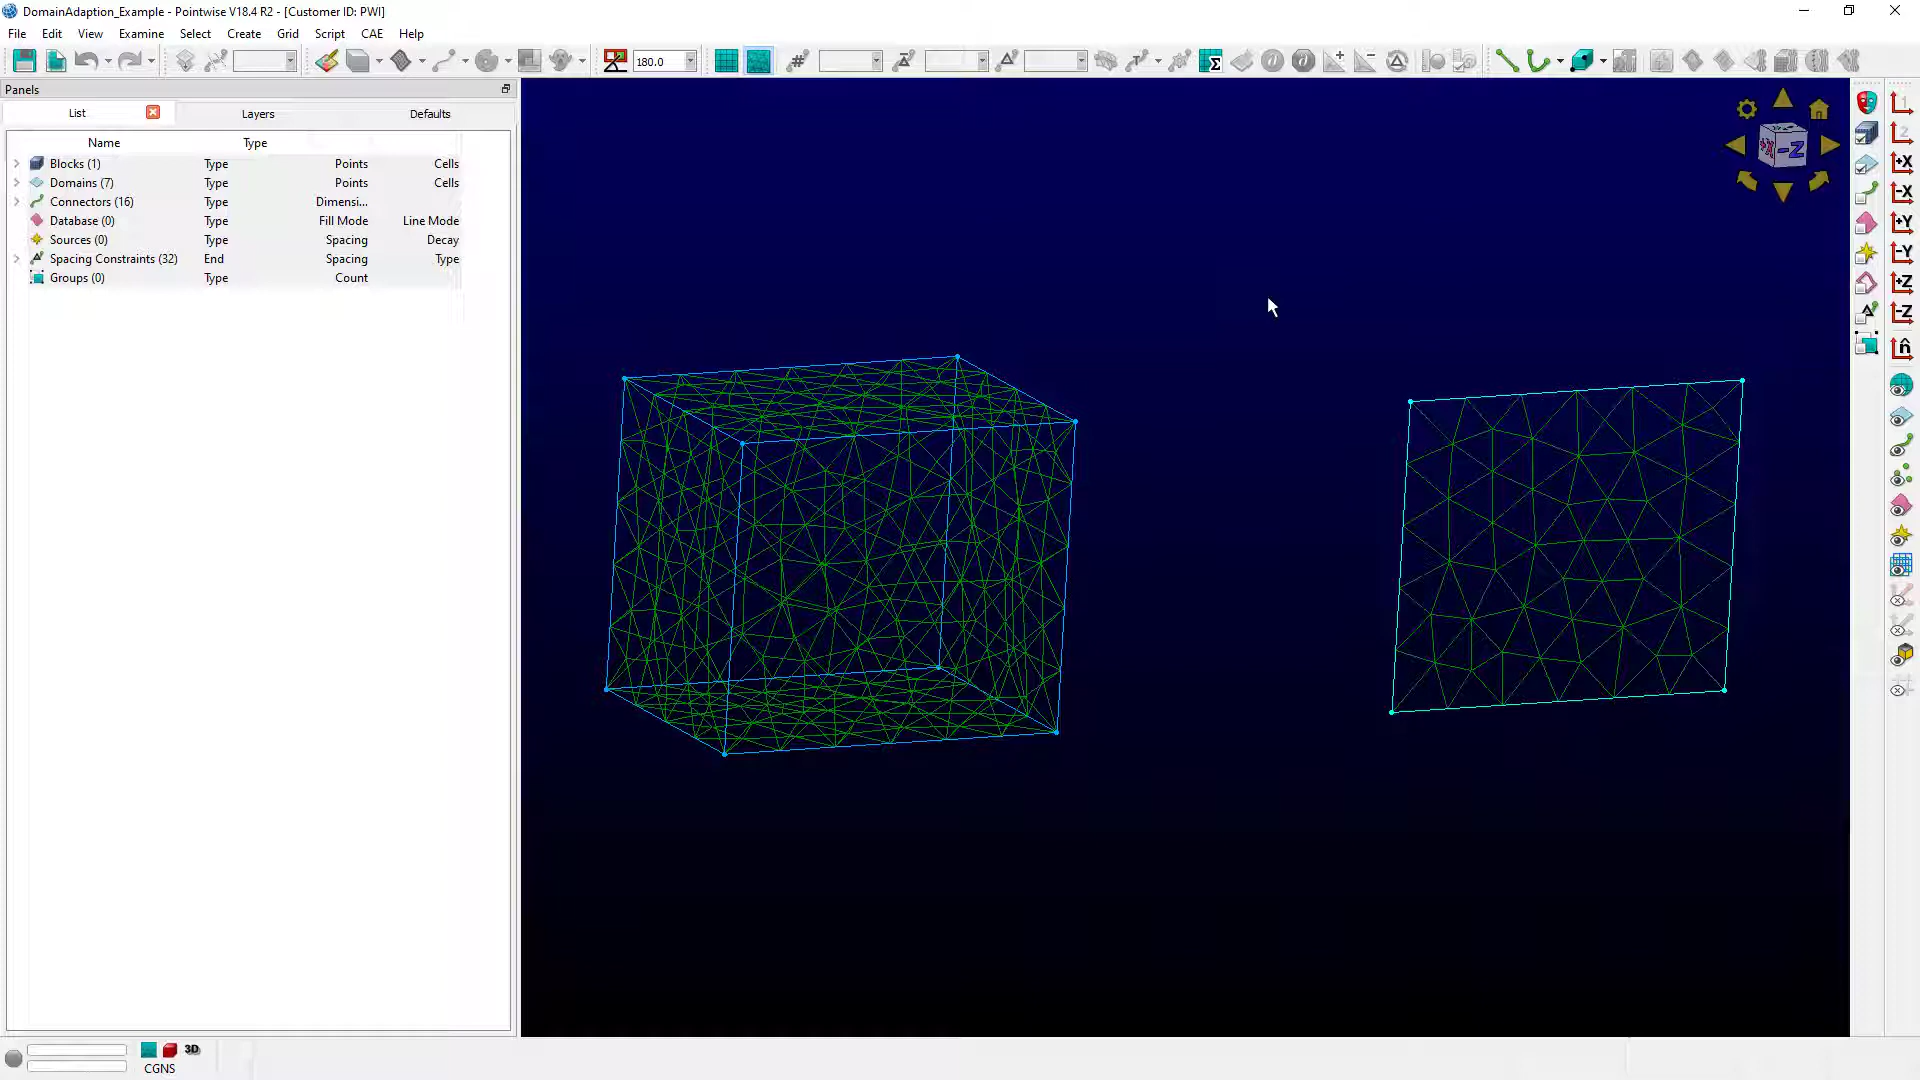 DomainAdaption_Example - Pointwise V18.4 R2 - [Customer ID: PWI]
File Edit View Examine Select Create Grid Script CAE Help
180.0
Panels
List Layers Defaults
Name Type
Blocks (1) Type Points Cells
Domains (7) Type Points Cells
Connectors (16) Type Dimensi...
Database (0) Type Fill Mode Line Mode
Sources (0) Type Spacing Decay
Spacing Constraints (32) End Spacing Type
Groups (0) Type Count
+X -Z
1
2
+X
-X
+Y
-Y
+Z
-Z
n̂
3D
CGNS